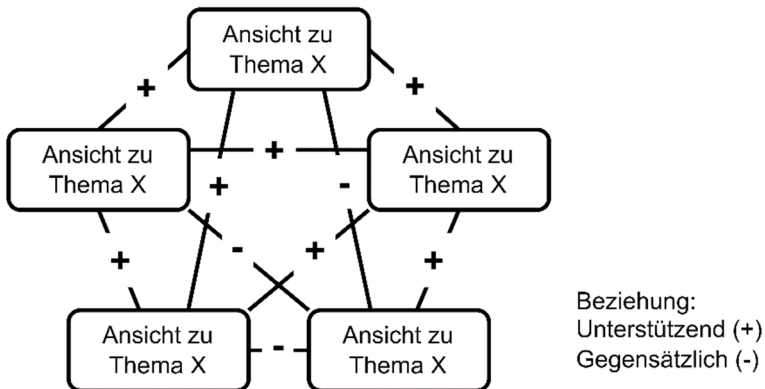 Ansicht zu
Thema X
+
+
Ansicht zu
Thema X
+
Ansicht zu
Thema X
+
-
+
-
+
+
Ansicht zu
Thema X
-
Ansicht zu
Thema X
Beziehung:
Unterstützend (+)
Gegensätzlich (-)